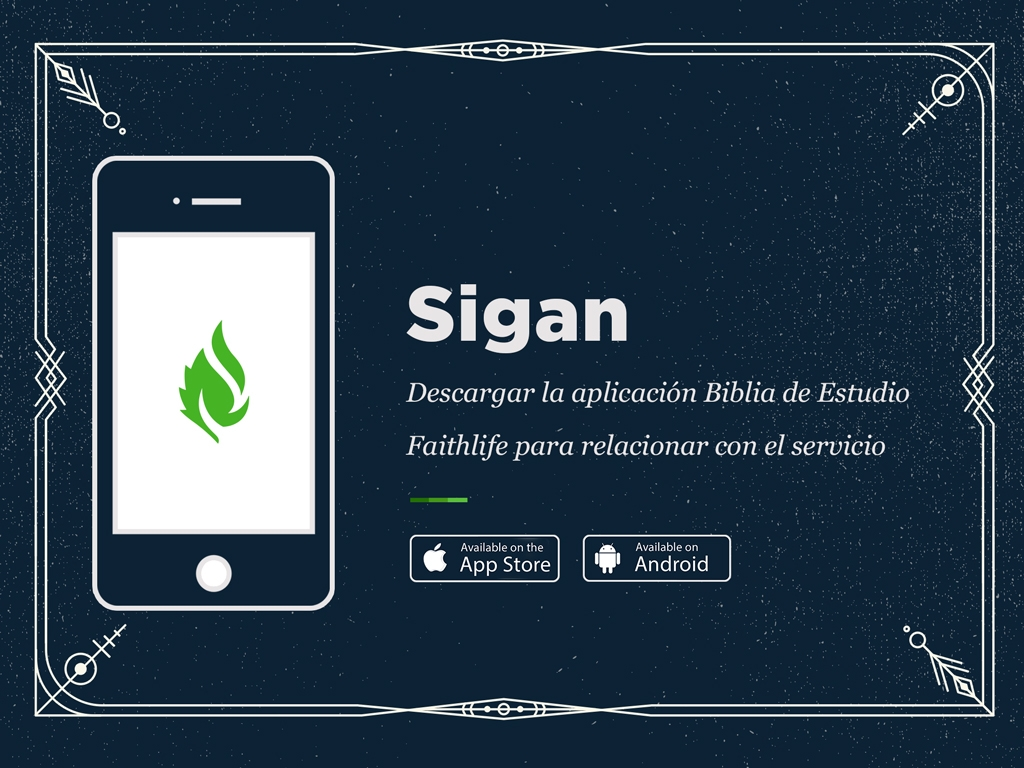 Sigan
Descargar la aplicación Biblia de Estudio
Faithlife para relacionar con el servicio
Available on the
App Store
Available on
Android